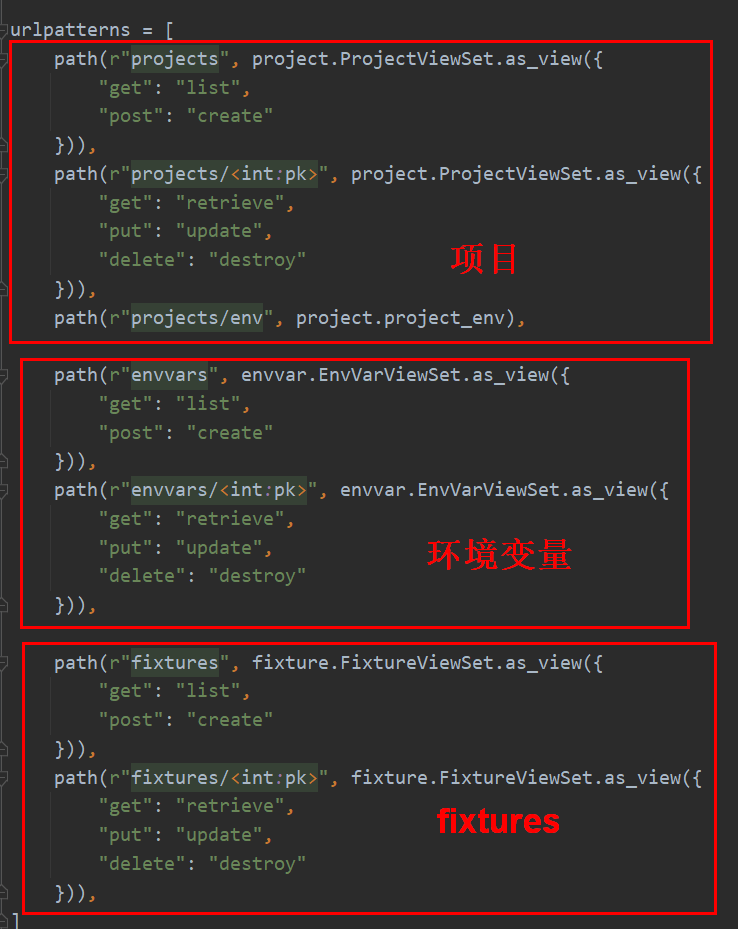 urlpatterns = [
path(r"projects", project.ProjectViewSet.as_view({
"get": "list",
"post": "create"
})),
path(r"projects/<int:pk>", project.ProjectViewSet.as_view({
"get": "retrieve",
"put": "update",
"delete": "destroy"
项目
})),
path(r"projects/env", project.project_env),
path(r"envvars", envvar.EnvVarViewSet.as_view({
"get": "list",
"post": "create"
})),
path(r"envvars/<int:pk>", envvar.EnvVarViewSet.as_view({
"get": "retrieve",
"put": "update",
环境变量
"delete": "destroy"
})),
path(r"fixtures", fixture.FixtureViewSet.as_view({
"get": "list",
"post": "create"
})),
path(r"fixtures/<int:pk>", fixture.FixtureViewSet.as_view({
"get": "retrieve",
"put": "update",
fixtures
"delete": "destroy"
})),
]